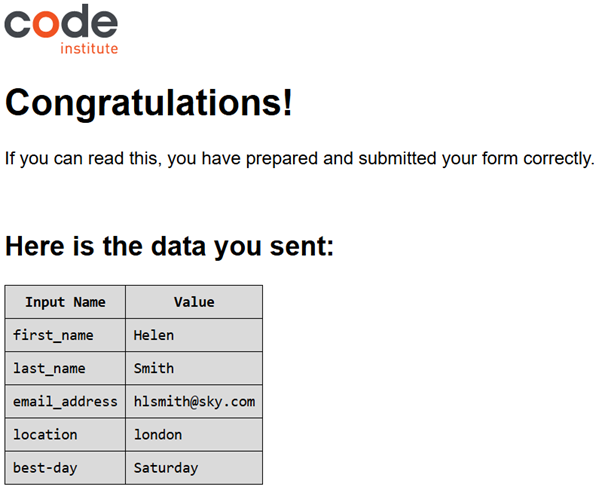 code
institute
Congratulations!
If you can read this, you have prepared and submitted your form correctly.
Here is the data you sent:
Input Name Value
first_name Helen
last_name Smith
email_address hlsmith@sky.com
location london
best-day Saturday